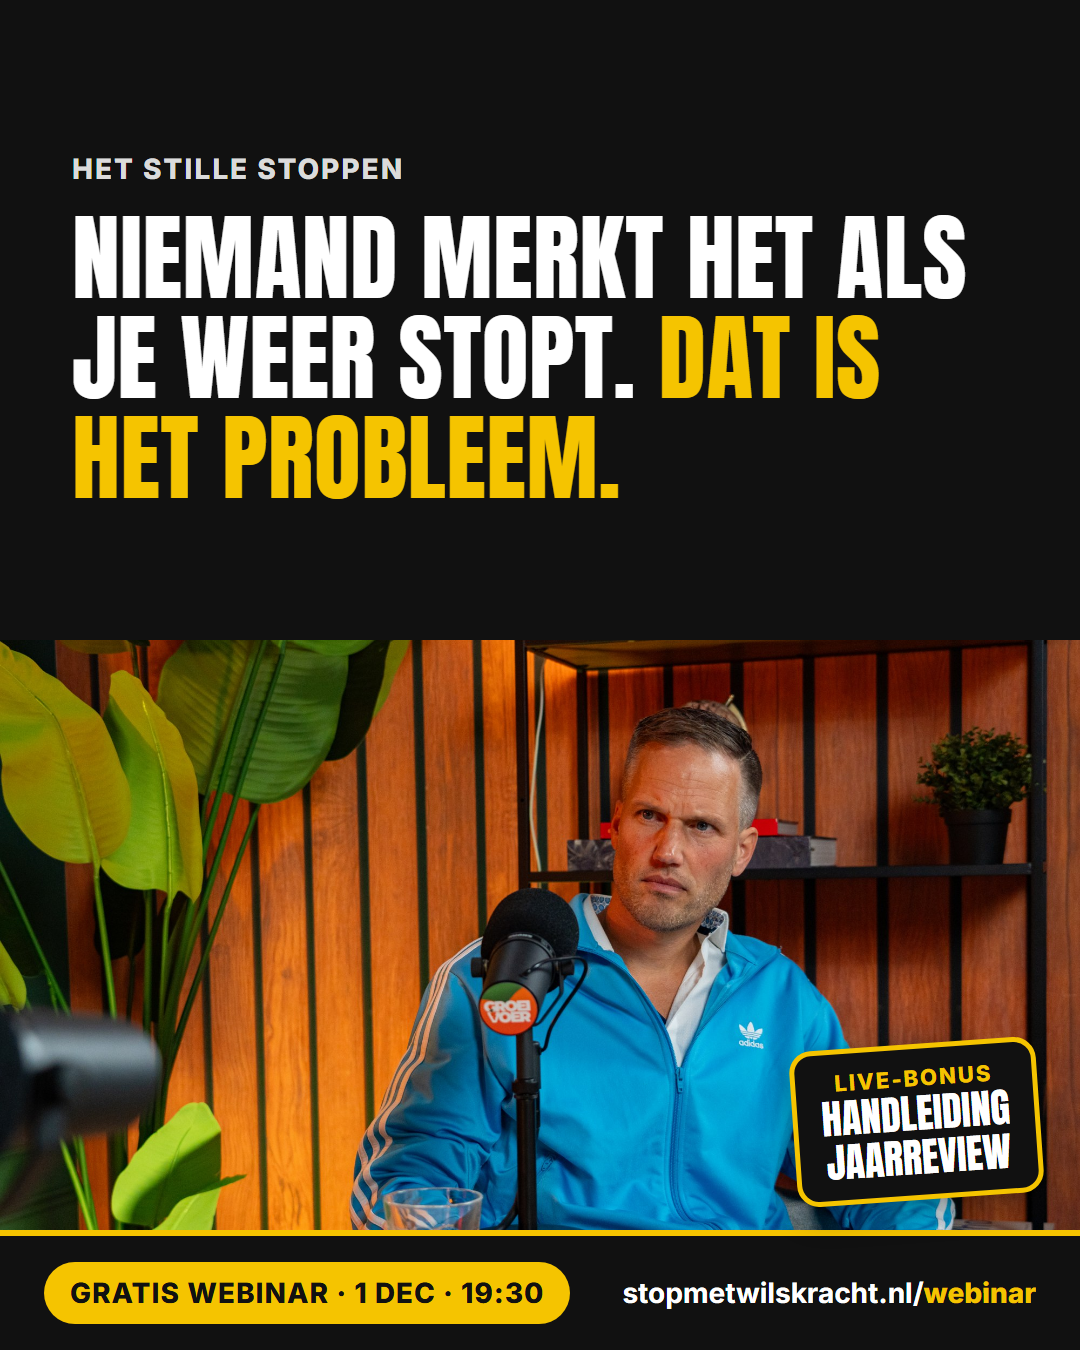 HET STILLE STOPPEN
NIEMAND MERKT HET ALS
JE WEER STOPT. DAT IS
HET PROBLEEM.
GROEI
VOER
adidas
LIVE-BONUS
HANDLEIDING
JAARREVIEW
GRATIS WEBINAR · 1 DEC · 19:30
stopmetwilskracht.nl/webinar